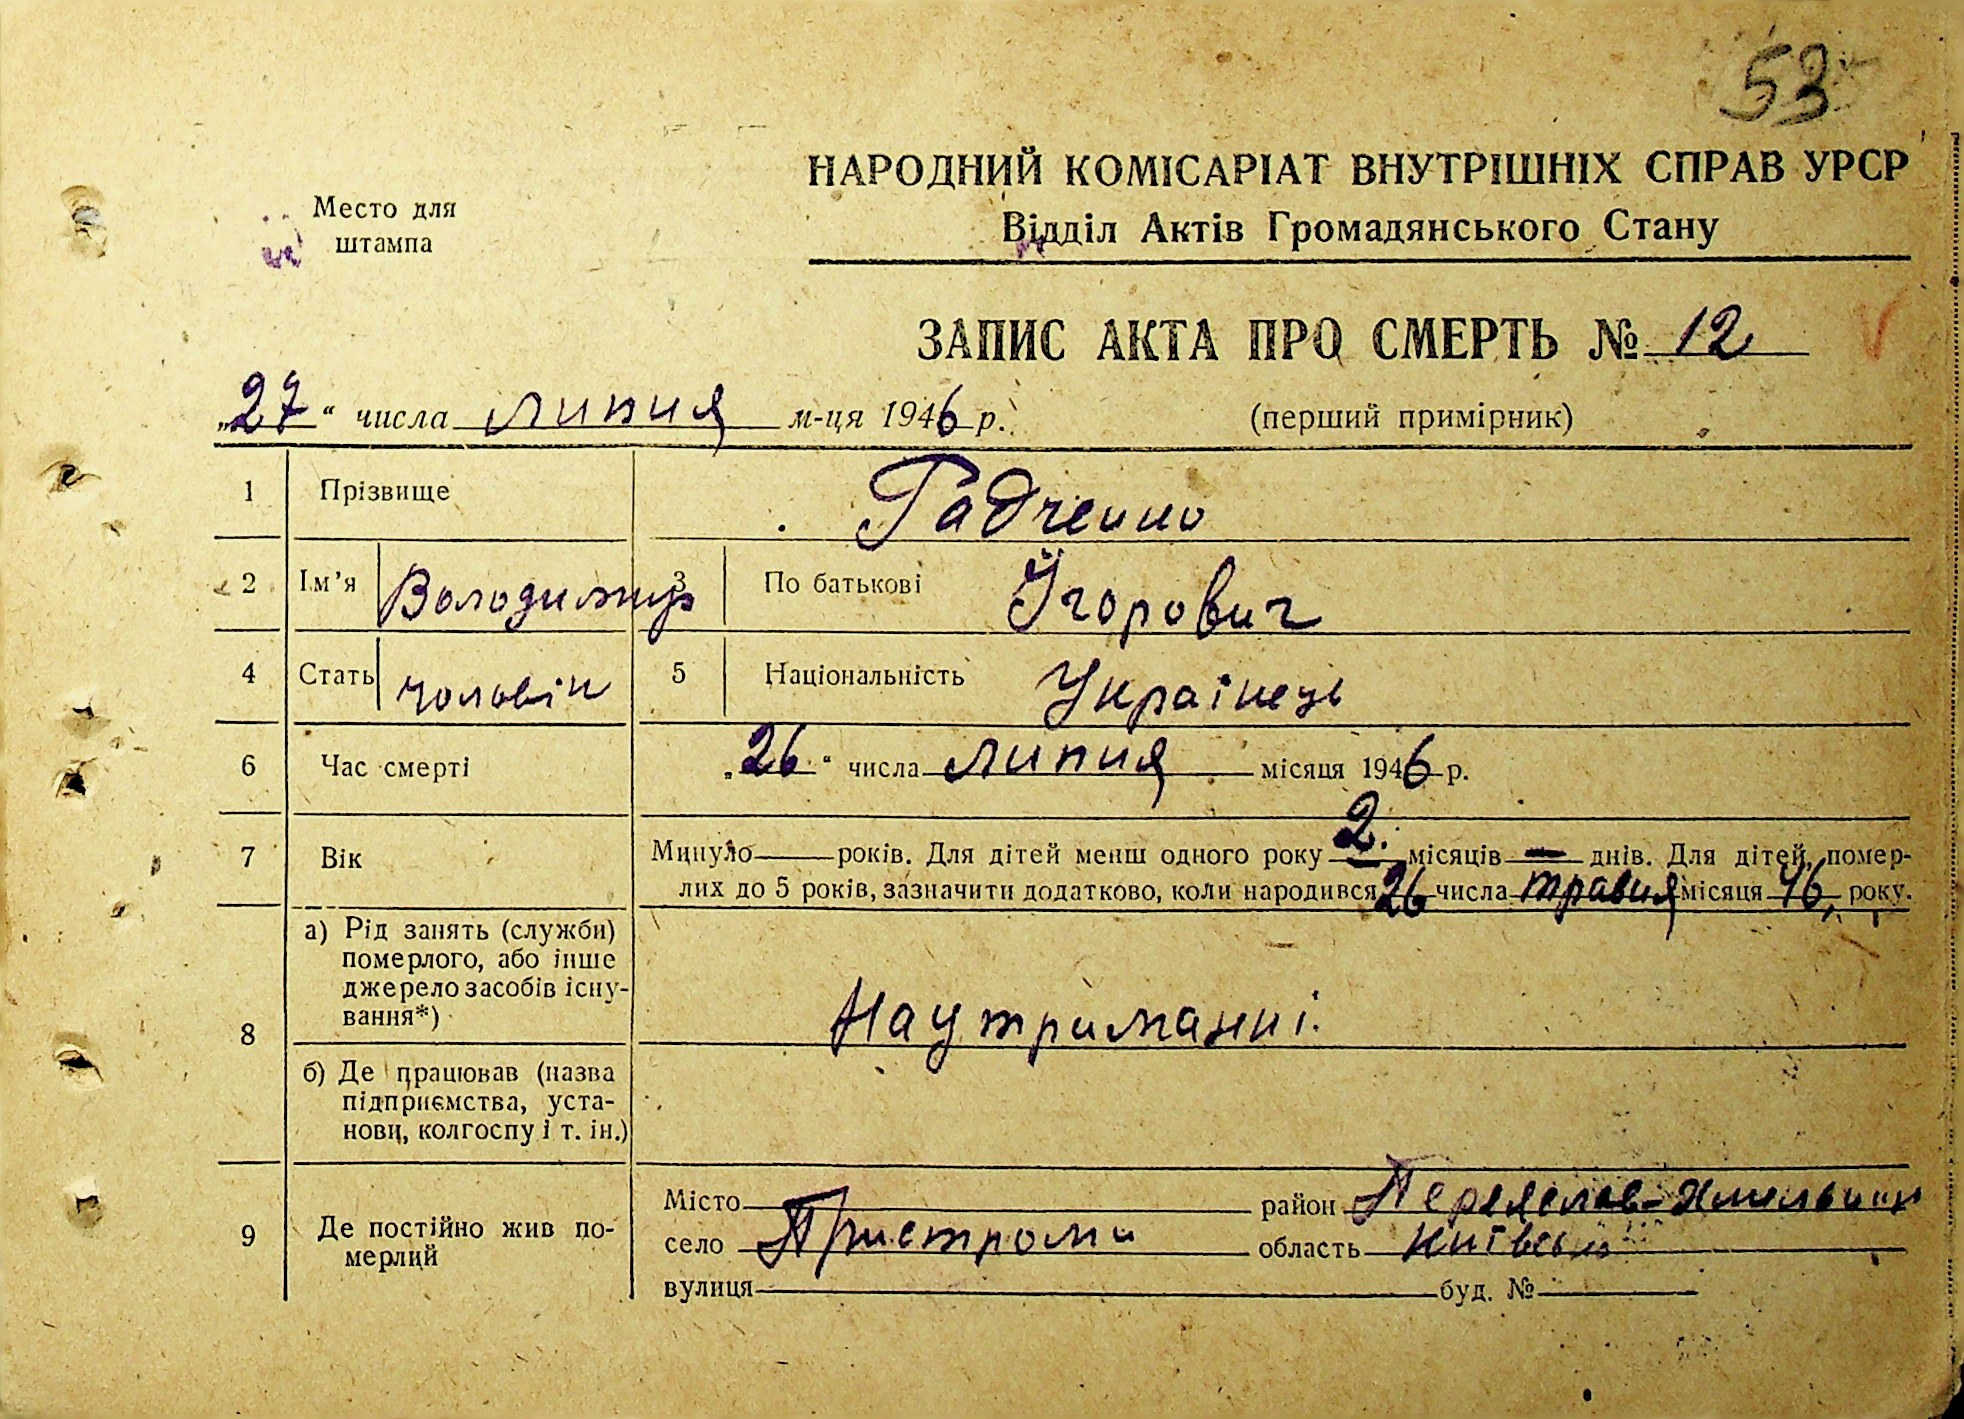 53
НАРОДНИЙ КОМІСАРІАТ ВНУТРІШНІХ СПРАВ УРСР
Место для
штампа
Відділ Актів Громадянського Стану
ЗАПИС АКТА ПРО СМЕРТЬ № 12
„27“ числа липня м-ця 1946 р.
(перший примірник)
1 Прізвище Радченко
2 Ім’я Володимир 3 По батькові Їгорович
4 Стать чоловік 5 Національність Українець
6 Час смерті „26“ числа липня місяця 1946 р.
7 Вік Минуло — років. Для дітей менш одного року 2. місяців — днів. Для дітей, помер-
лих до 5 років, зазначити додатково, коли народився 26 числа травня місяця 46, року.
8 а) Рід занять (служби)
померлого, або інше
джерело засобів існу-
вання*)
На утриманні.
б) Де працював (назва
підприємства, уста-
нови, колгоспу і т. ін.)
9 Де постійно жив по-
мерлий
Місто район Переяслав-Хмельниц
село Пристроми область Київська
вулиця буд. №